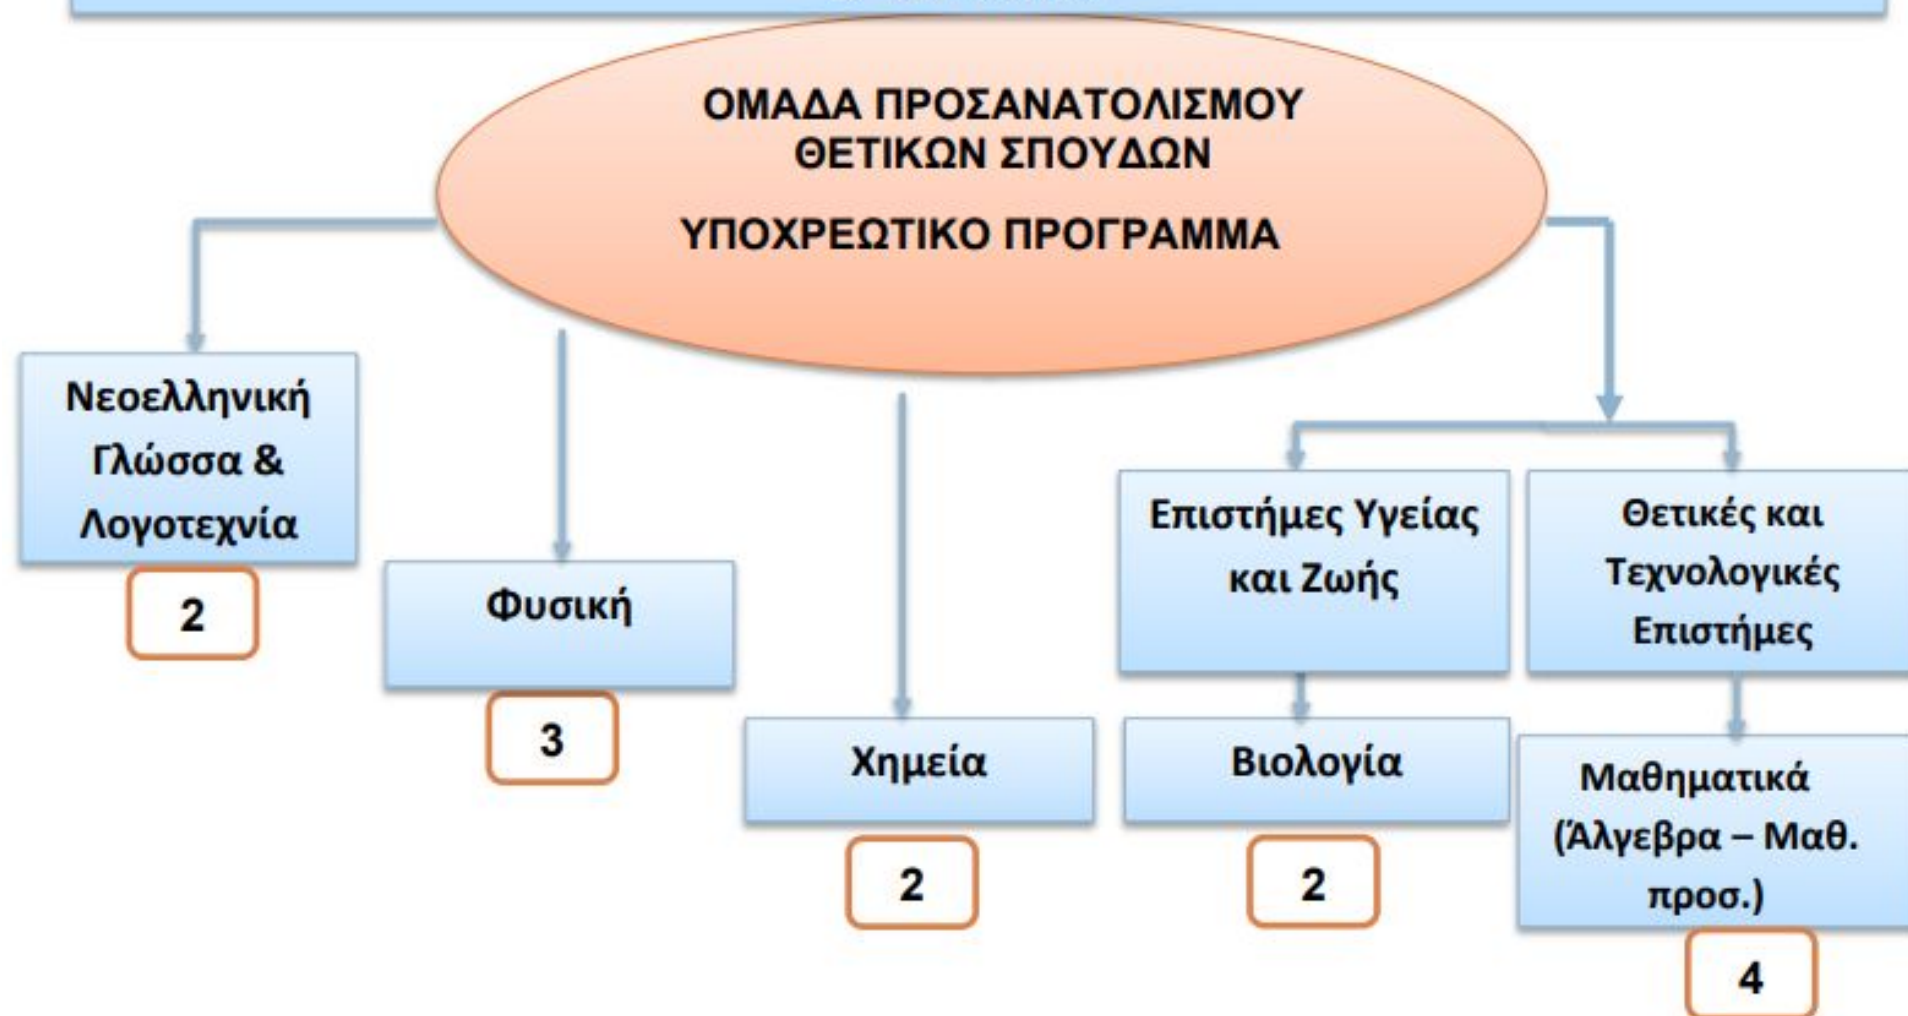 ΟΜΑΔΑ ΠΡΟΣΑΝΑΤΟΛΙΣΜΟΥ
ΘΕΤΙΚΩΝ ΣΠΟΥΔΩΝ
ΥΠΟΧΡΕΩΤΙΚΟ ΠΡΟΓΡΑΜΜΑ
Νεοελληνική
Γλώσσα &
Λογοτεχνία
2
Φυσική
3
Χημεία
2
Επιστήμες Υγείας
και Ζωής
Βιολογία
2
Θετικές και
Τεχνολογικές
Επιστήμες
Μαθηματικά
(Άλγεβρα – Μαθ.
προσ.)
4